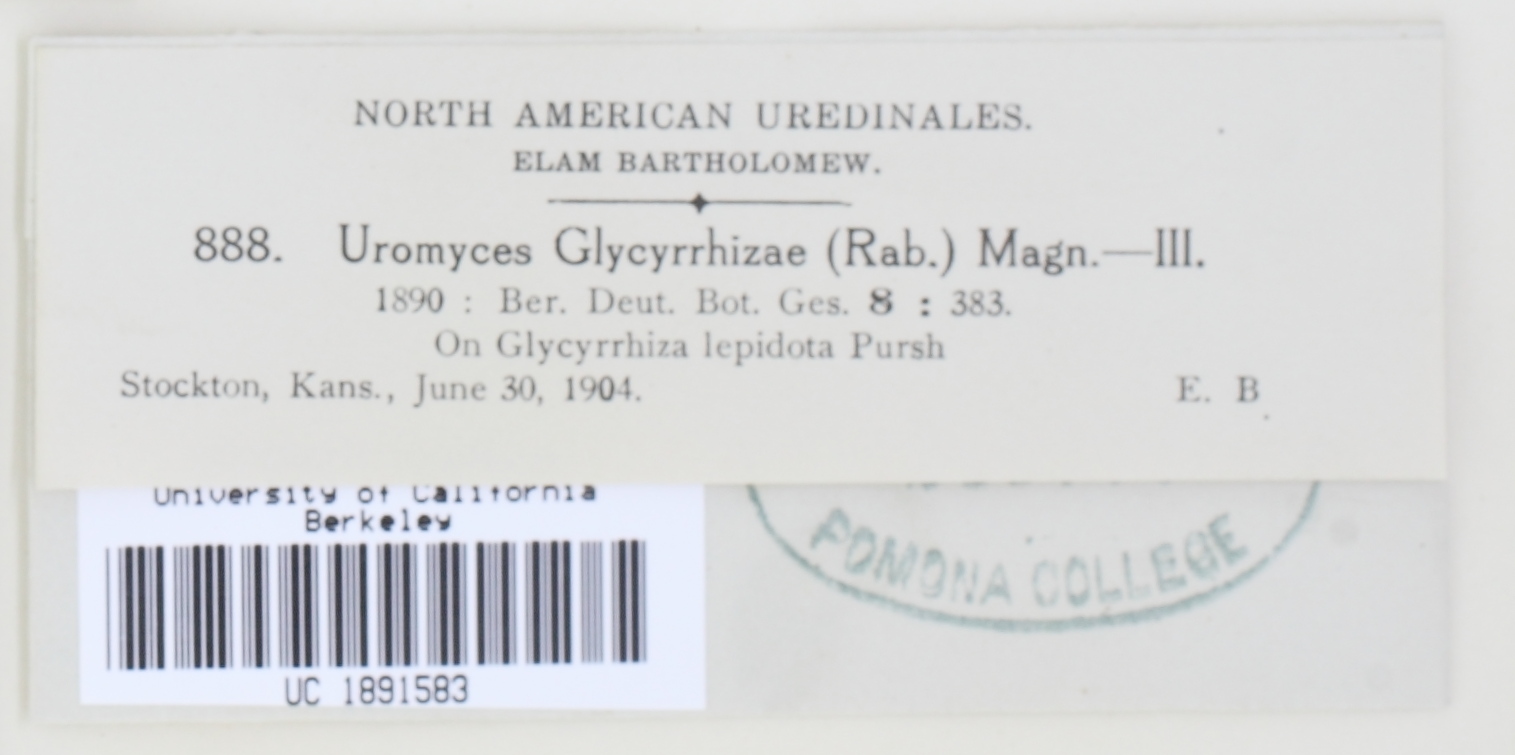 NORTH AMERICAN UREDINALES.
ELAM BARTHOLOMEW.
888. Uromyces Glycyrrhizae (Rab.) Magn.—III.
1890 : Ber. Deut. Bot. Ges. 8 : 383.
On Glycyrrhiza lepidota Pursh
Stockton, Kans., June 30, 1904. E. B.
University of California
Berkeley
UC 1891583
POMONA COLLEGE